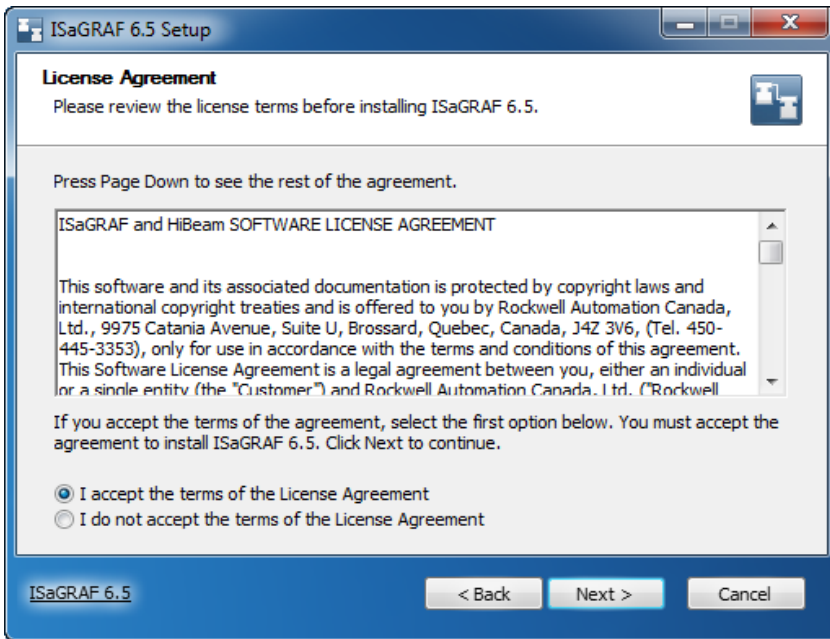 ISaGRAF 6.5 Setup
License Agreement
Please review the license terms before installing ISaGRAF 6.5.
Press Page Down to see the rest of the agreement.
ISaGRAF and HiBeam SOFTWARE LICENSE AGREEMENT
This software and its associated documentation is protected by copyright laws and
international copyright treaties and is offered to you by Rockwell Automation Canada,
Ltd., 9975 Catania Avenue, Suite U, Brossard, Quebec, Canada, J4Z 3V6, (Tel. 450-
445-3353), only for use in accordance with the terms and conditions of this agreement.
This Software License Agreement is a legal agreement between you, either an individual
or a single entity (the "Customer") and Rockwell Automation Canada, Ltd. ("Rockwell
If you accept the terms of the agreement, select the first option below. You must accept the
agreement to install ISaGRAF 6.5. Click Next to continue.
I accept the terms of the License Agreement
I do not accept the terms of the License Agreement
ISaGRAF 6.5
< Back
Next >
Cancel